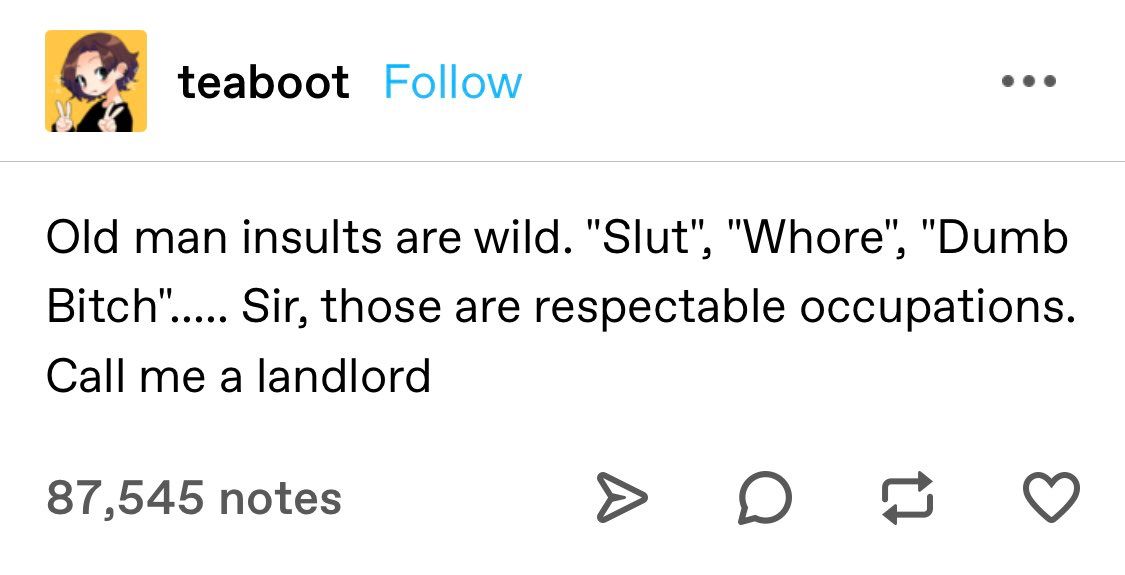 teaboot Follow
Old man insults are wild. "Slut", "Whore", "Dumb
Bitch"..... Sir, those are respectable occupations.
Call me a landlord
87,545 notes